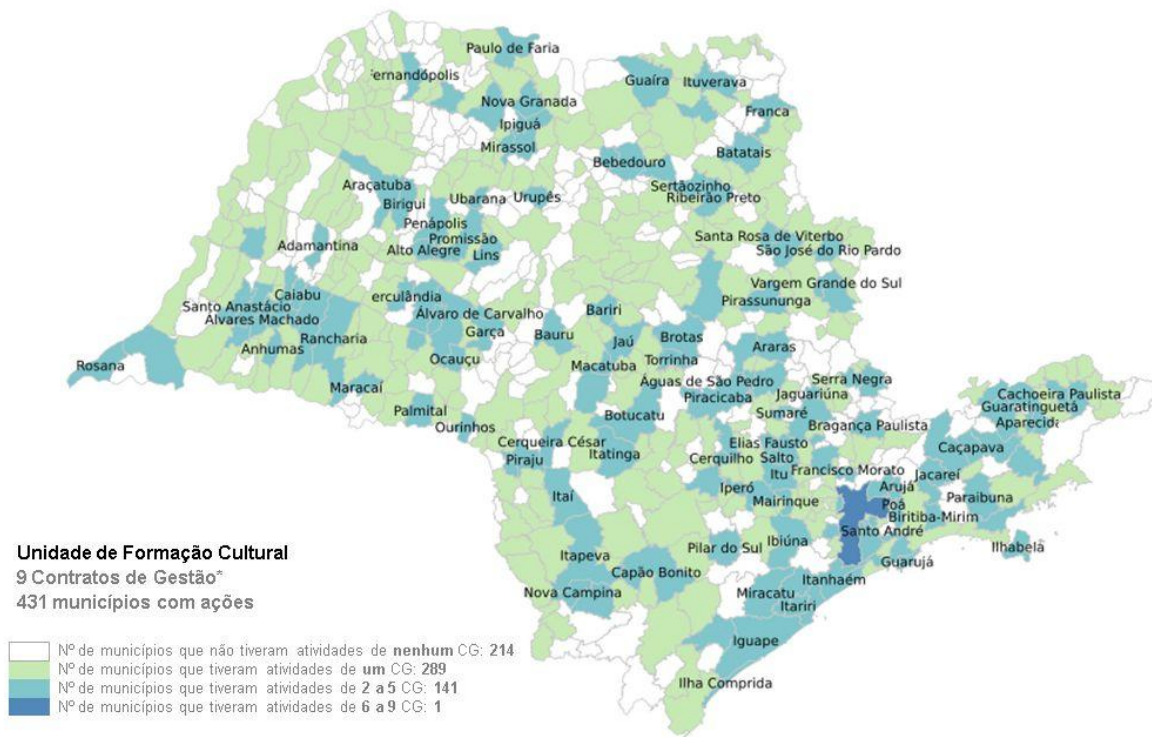 Paulo de Faria
Fernandópolis
Guaíra
Ituverava
Nova Granada
Franca
Ipiguá
Mirassol
Batatais
Bebedouro
Araçatuba
Sertãozinho
Ubarana
Urupês
Ribeirão Preto
Birigui
Penápolis
Santa Rosa de Viterbo
Promissão
Adamantina
Alto Alegre
São José do Rio Pardo
Lins
Vargem Grande do Sul
Caiabu
erculândia
Santo Anastácio
Pirassununga
Álvares Machado
Álvaro de Carvalho
Bariri
Garça
Bauru
Rancharia
Jaú
Brotas
Anhumas
Araras
Ocauçu
Torrinha
Rosana
Macatuba
Serra Negra
Maracaí
Águas de São Pedro
Jaguariúna
Cachoeira Paulista
Piracicaba
Guaratinguetá
Palmital
Sumaré
Botucatu
Aparecida
Bragança Paulista
Ourinhos
Cerqueira César
Elias Fausto
Caçapava
Itatinga
Cerquilho
Salto
Piraju
Francisco Morato
Itu
Jacareí
Arujá
Iperó
Itaí
Mairinque
Paraibuna
Poá
Biritiba-Mirim
Santo André
Ibiúna
Pilar do Sul
Ilhabela
Itapeva
Guarujá
Capão Bonito
Itanhaém
Nova Campina
Miracatu
Itariri
Iguape
Ilha Comprida
Unidade de Formação Cultural
9 Contratos de Gestão*
431 municípios com ações
Nº de municípios que não tiveram atividades de nenhum CG: 214
Nº de municípios que tiveram atividades de um CG: 289
Nº de municípios que tiveram atividades de 2 a 5 CG: 141
Nº de municípios que tiveram atividades de 6 a 9 CG: 1